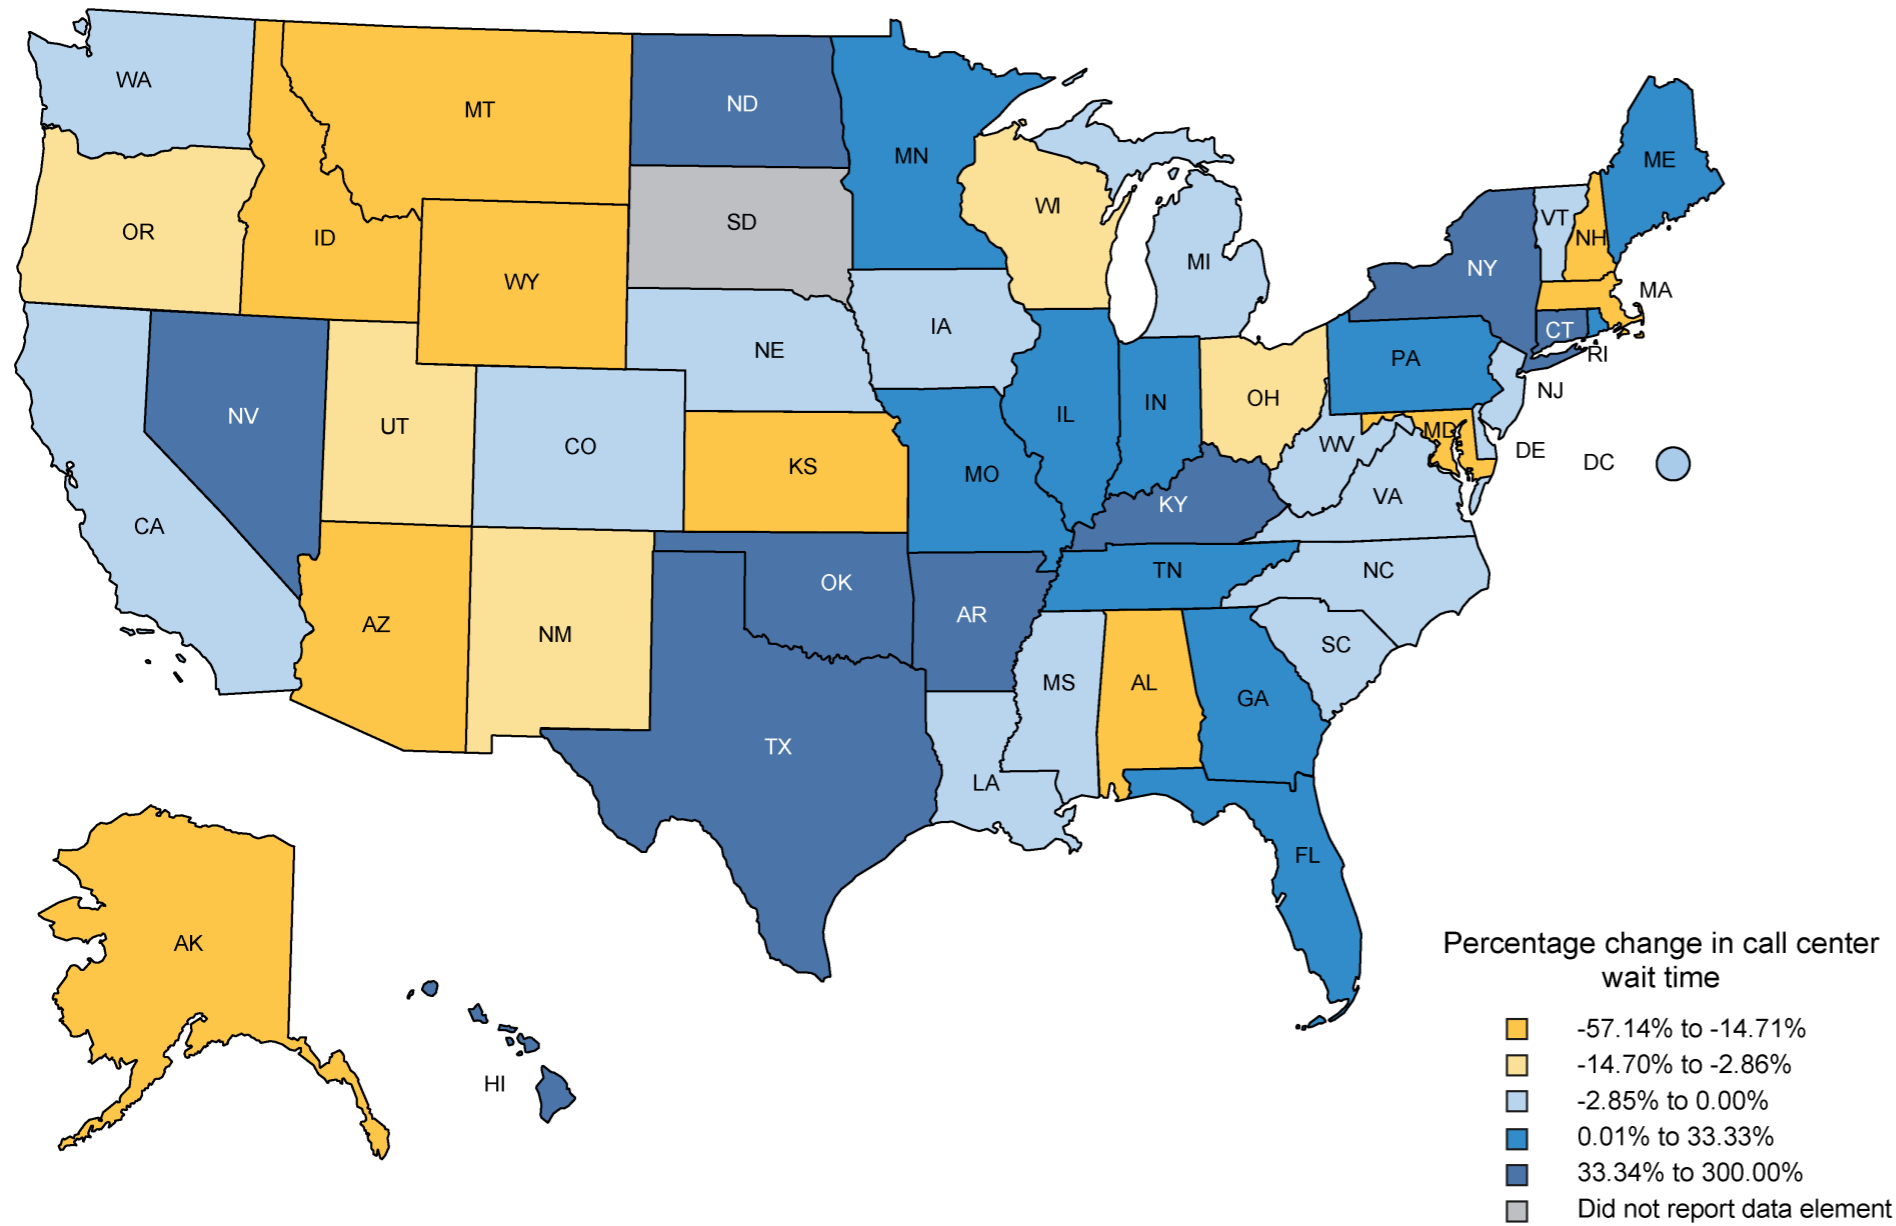 WA
MT
ND
MN
ME
OR
ID
WY
SD
WI
MI
VT
NH
NY
MA
CT
RI
IA
NE
PA
NJ
NV
UT
CO
KS
MO
IL
IN
OH
WV
MD
DE
DC
VA
KY
CA
AZ
NM
OK
AR
TN
NC
SC
MS
AL
GA
TX
LA
FL
AK
HI
Percentage change in call center
wait time
-57.14% to -14.71%
-14.70% to -2.86%
-2.85% to 0.00%
0.01% to 33.33%
33.34% to 300.00%
Did not report data element